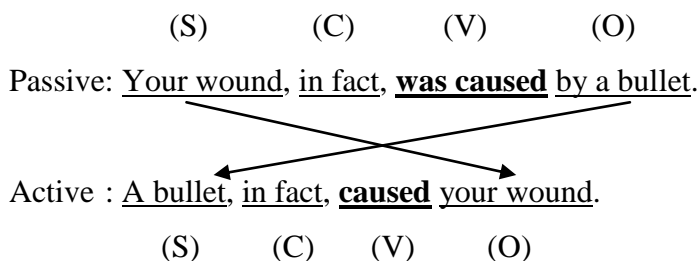 (S) (C) (V) (O)
Passive: Your wound, in fact, was caused by a bullet.
Active : A bullet, in fact, caused your wound.
(S) (C) (V) (O)